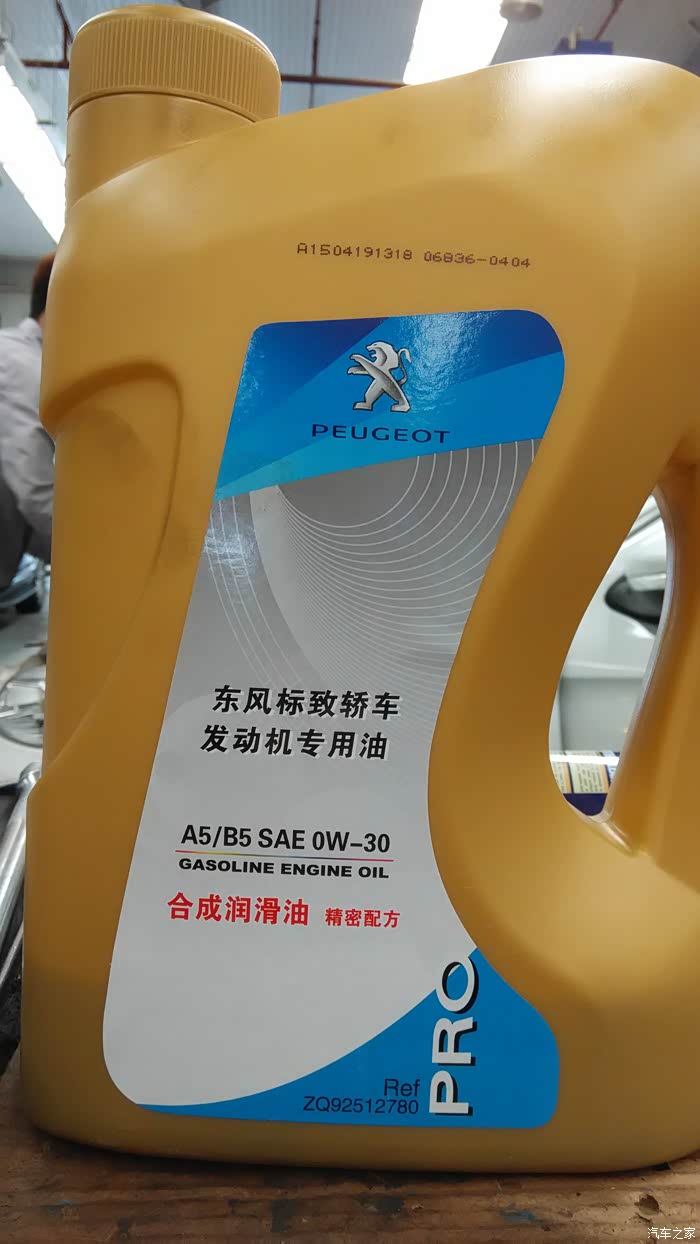 A1504191318 06836-0404
PEUGEOT
东风标致轿车
发动机专用油
A5/B5 SAE 0W-30
GASOLINE ENGINE OIL
合成润滑油 精密配方
PRO
Ref
ZQ92512780
汽车之家